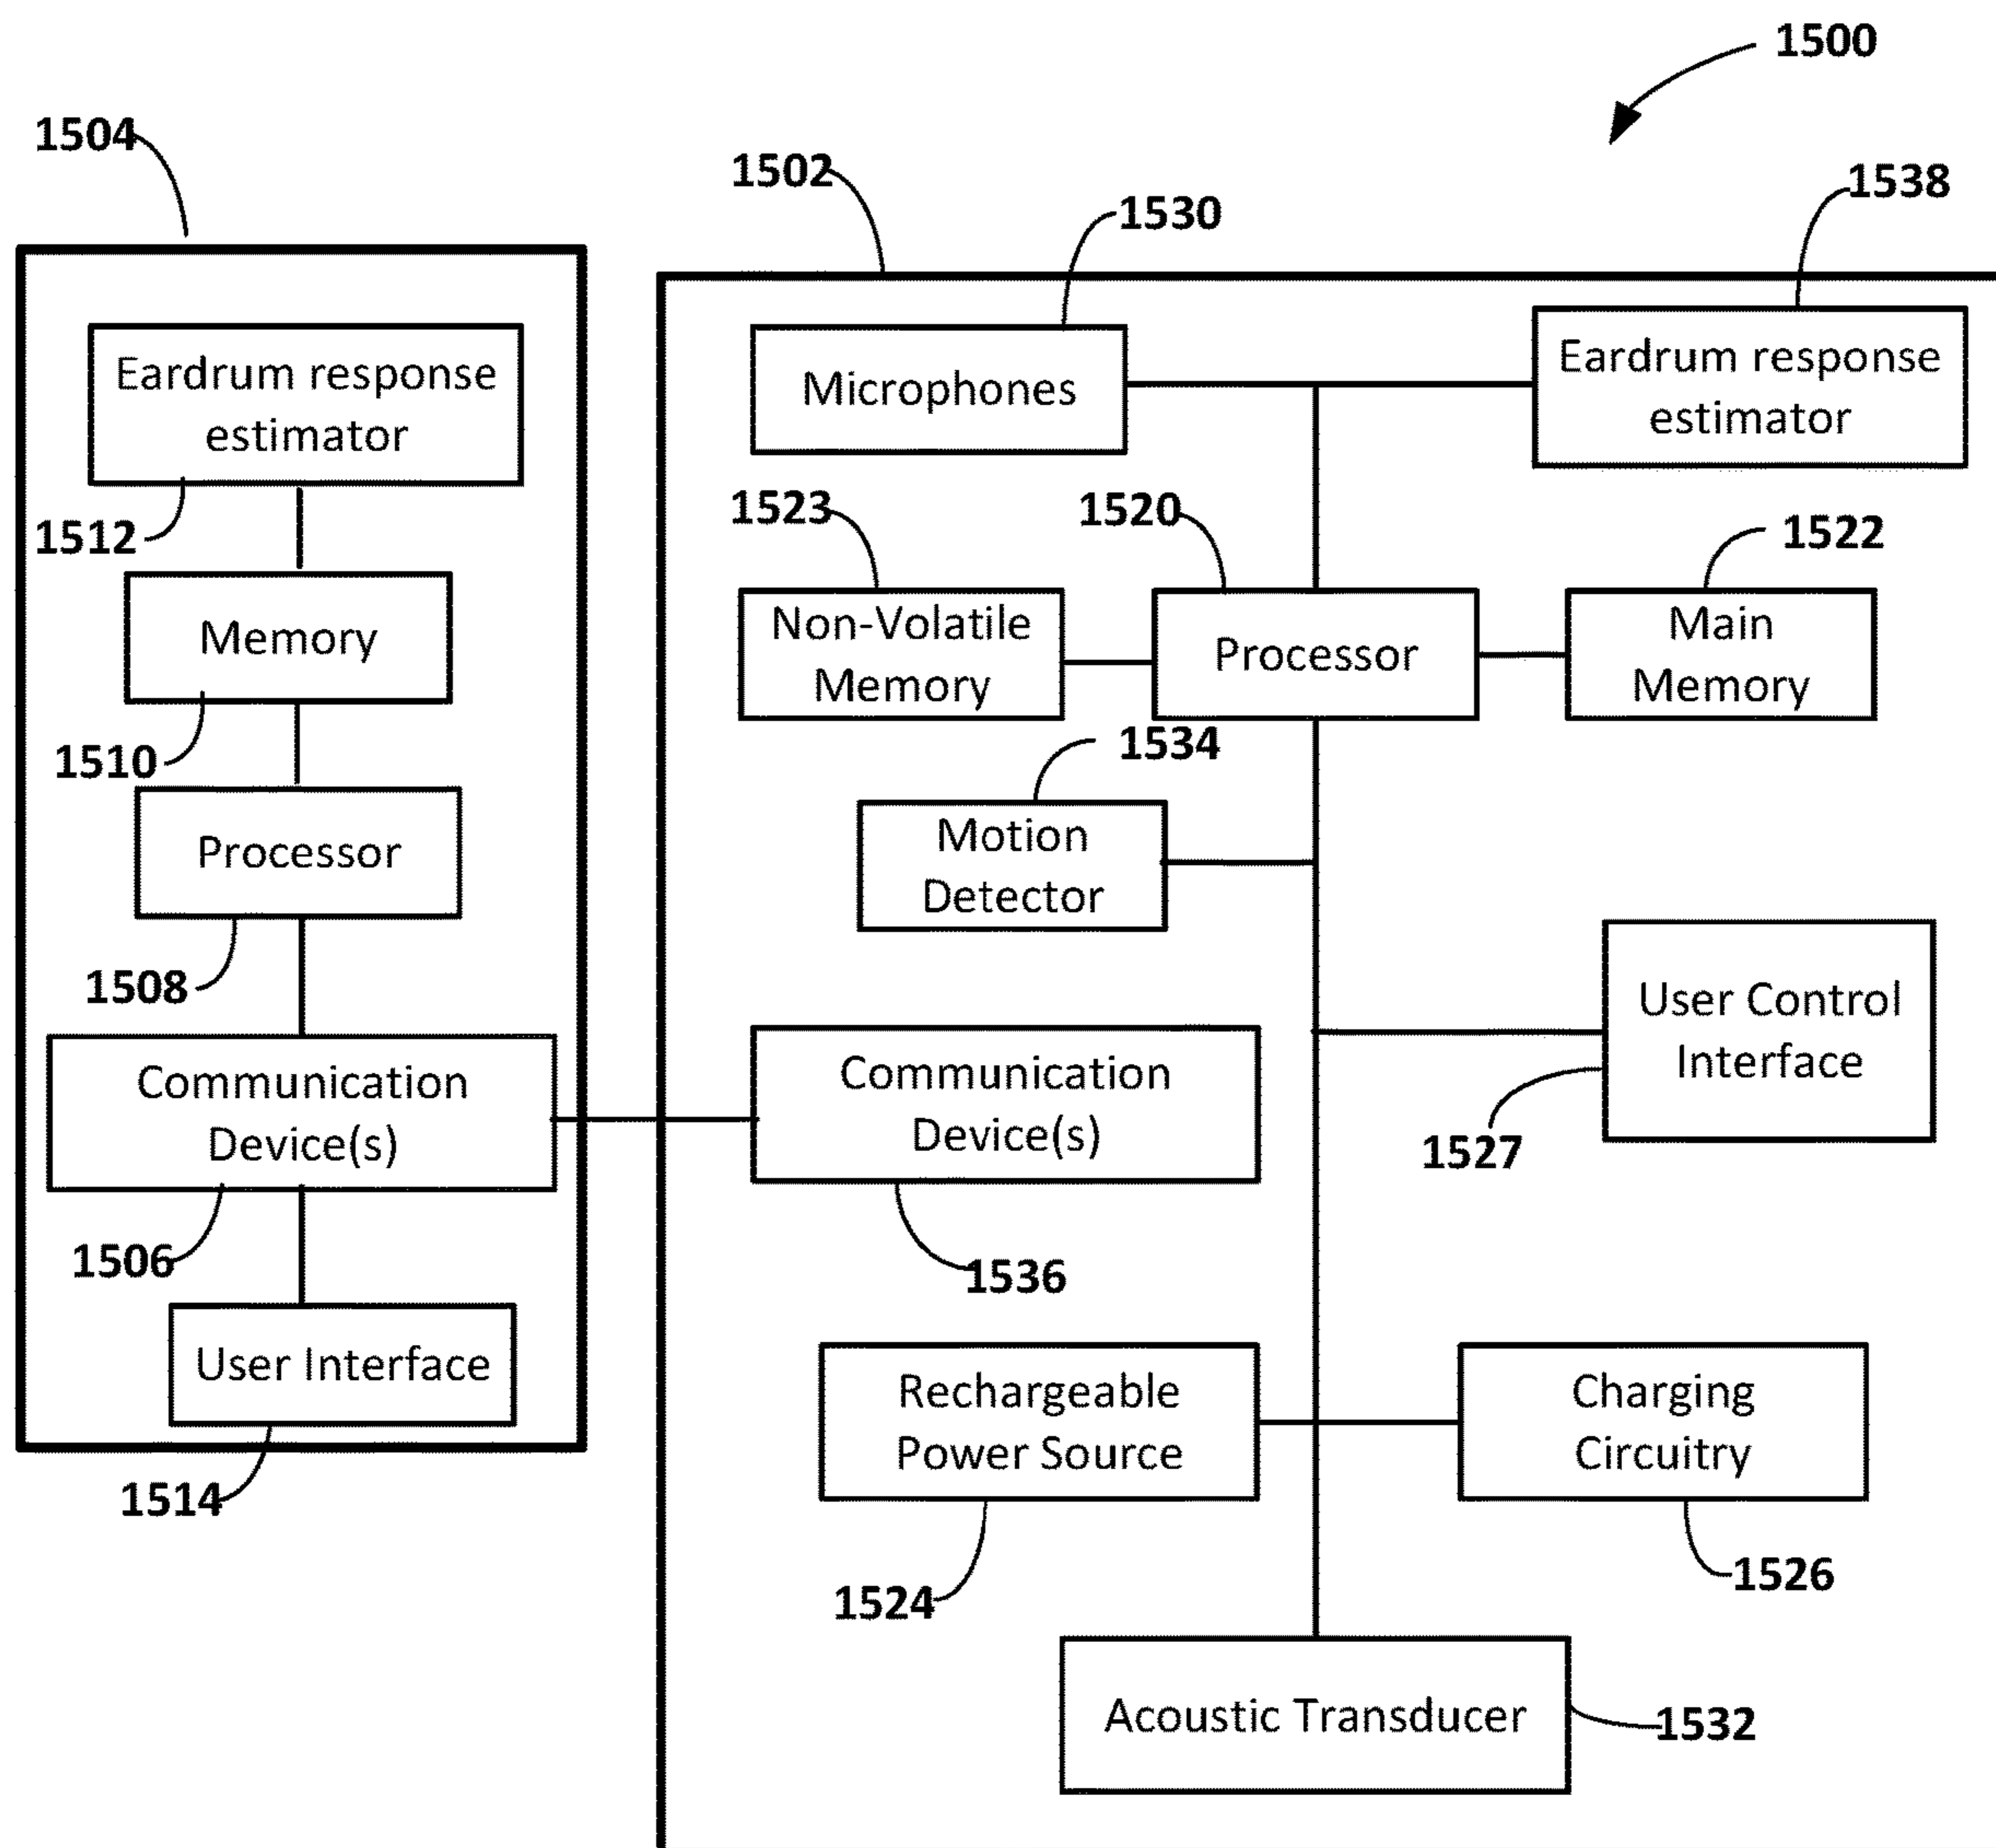 1500
1504
1502
1530
1538
Eardrum response
estimator
1512
Memory
1510
Processor
1508
Communication
Device(s)
1506
User Interface
1514
Microphones
Eardrum response
estimator
1523
1520
1522
Non-Volatile
Memory
Processor
Main
Memory
1534
Motion
Detector
User Control
Interface
1527
Communication
Device(s)
1536
Rechargeable
Power Source
1524
Charging
Circuitry
1526
Acoustic Transducer
1532